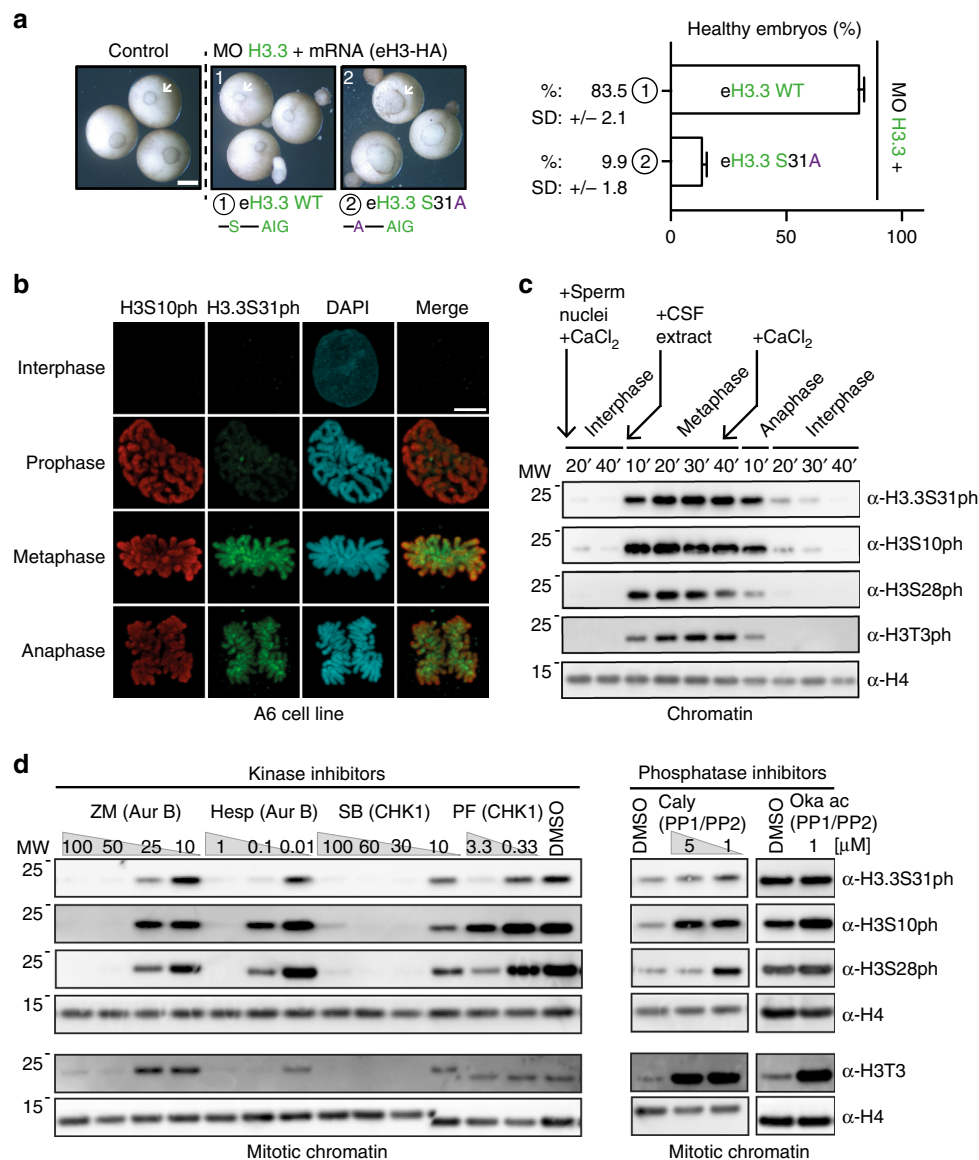 a
Control
MO H3.3 + mRNA (eH3-HA)
1
2
① eH3.3 WT
② eH3.3 S31A
S AIG
A AIG
Healthy embryos (%)
%: 83.5 ①
SD: +/– 2.1
eH3.3 WT
%: 9.9 ②
SD: +/– 1.8
eH3.3 S31A
MO H3.3 +
0 50 100
b
H3S10ph H3.3S31ph DAPI Merge
Interphase
Prophase
Metaphase
Anaphase
A6 cell line
c
+Sperm
nuclei
+CaCl₂
+CSF
extract
+CaCl₂
Interphase Metaphase Anaphase Interphase
MW 20′ 40′ 10′ 20′ 30′ 40′ 10′ 20′ 30′ 40′
25 α-H3.3S31ph
25 α-H3S10ph
25 α-H3S28ph
25 α-H3T3ph
15 α-H4
Chromatin
d
Kinase inhibitors
ZM (Aur B) Hesp (Aur B) SB (CHK1) PF (CHK1) DMSO
MW 100 50 25 10 1 0.1 0.01 100 60 30 10 3.3 0.33
25
25
25
15
25
15
Mitotic chromatin
Phosphatase inhibitors
DMSO
Caly
(PP1/PP2)
5 1
DMSO
Oka ac
(PP1/PP2)
1 [μM]
α-H3.3S31ph
α-H3S10ph
α-H3S28ph
α-H4
α-H3T3
α-H4
Mitotic chromatin